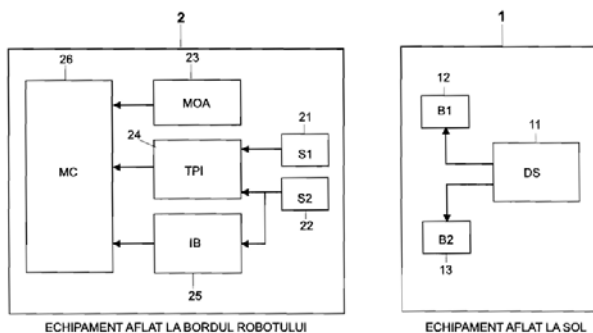 2
26
23
MC
MOA
24
21
TPI
S1
S2
22
IB
25
ECHIPAMENT AFLAT LA BORDUL ROBOTULUI
1
12
B1
11
DS
B2
13
ECHIPAMENT AFLAT LA SOL